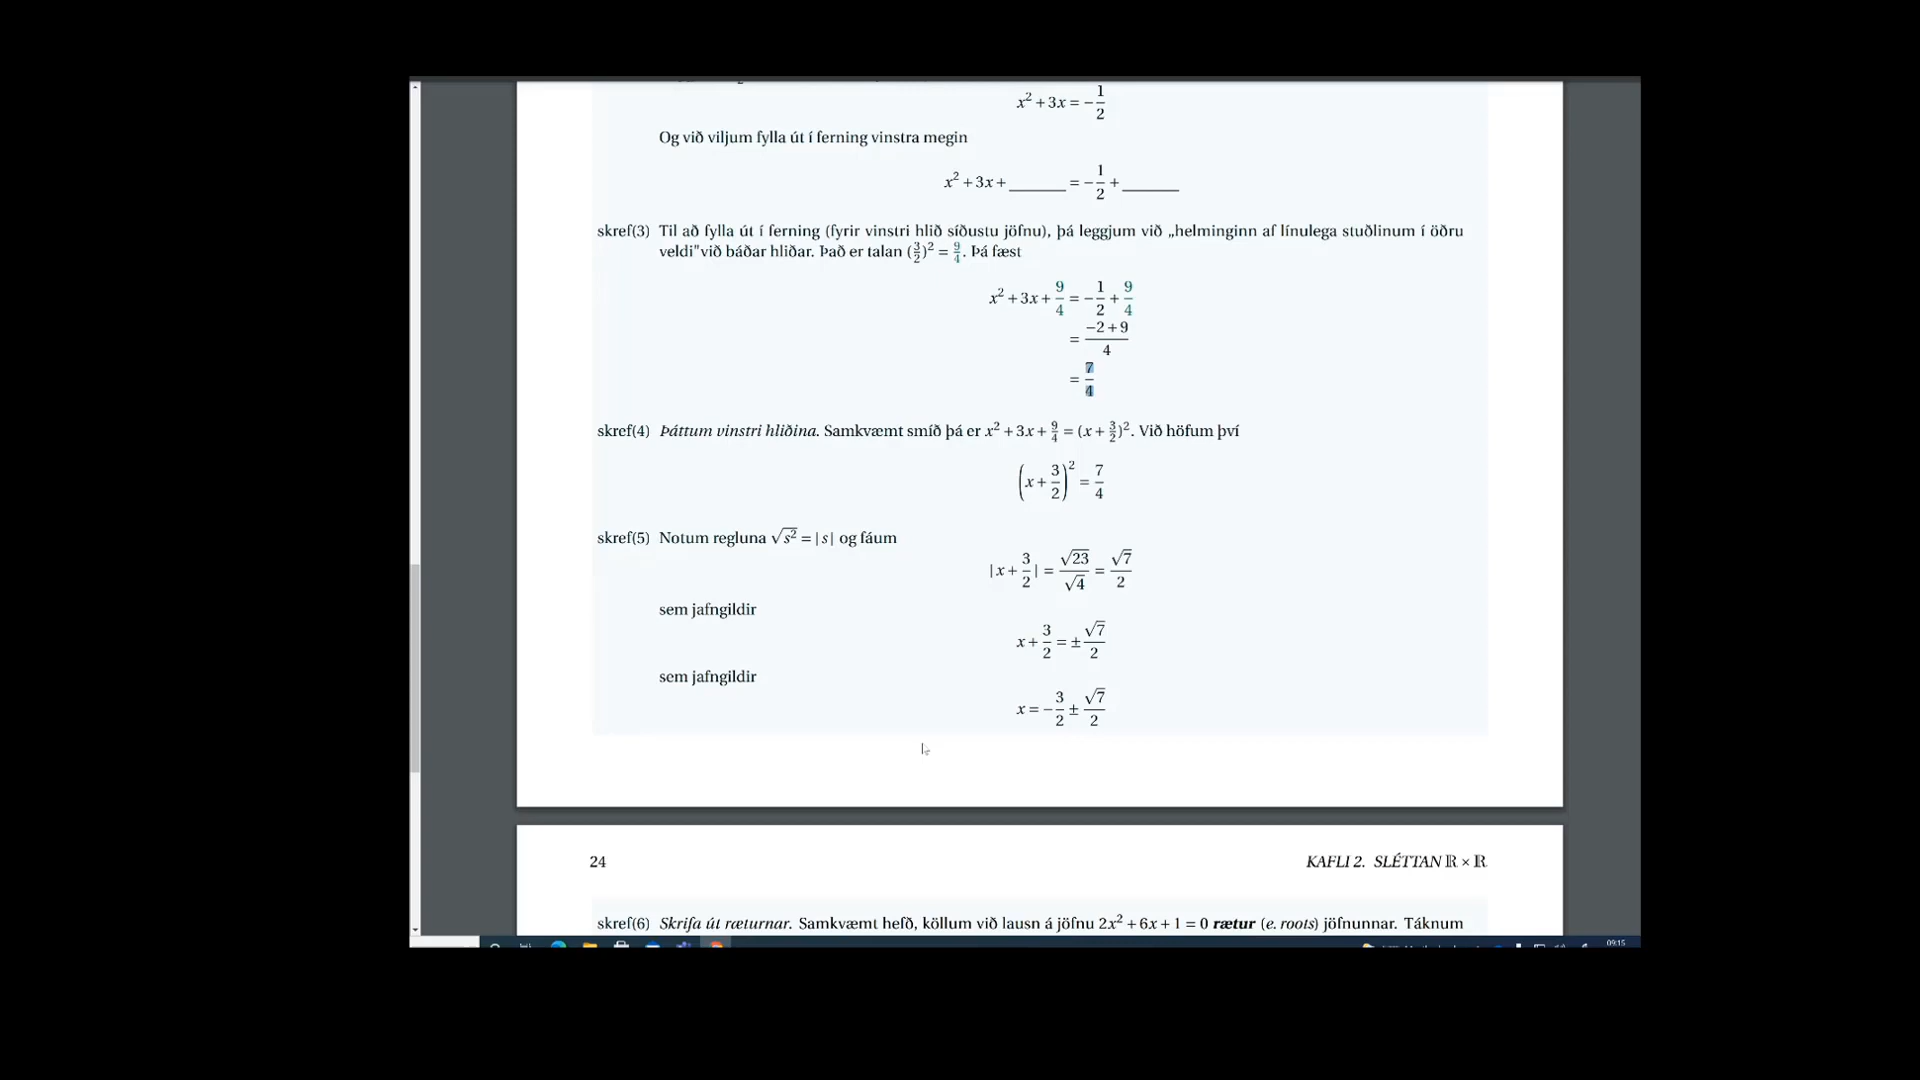 x² + 3x = −1/2
Og við viljum fylla út í ferning vinstra megin
x² + 3x + ______ = −1/2 + ______
skref(3) Til að fylla út í ferning (fyrir vinstri hlið síðustu jöfnu), þá leggjum við „helminginn af línulega stuðlinum í öðru
veldi"við báðar hliðar. Það er talan (3/2)² = 9/4. Þá fæst
x² + 3x + 9/4 = −1/2 + 9/4
= (−2 + 9)/4
= 7/4
skref(4) Þáttum vinstri hliðina. Samkvæmt smíð þá er x² + 3x + 9/4 = (x + 3/2)². Við höfum því
(x + 3/2)² = 7/4
skref(5) Notum regluna √s² = |s| og fáum
|x + 3/2| = √23/√4 = √7/2
sem jafngildir
x + 3/2 = ± √7/2
sem jafngildir
x = −3/2 ± √7/2
24 KAFLI 2. SLÉTTAN ℝ × ℝ
skref(6) Skrifa út ræturnar. Samkvæmt hefð, köllum við lausn á jöfnu 2x² + 6x + 1 = 0 rætur (e. roots) jöfnunnar. Táknum
09:15